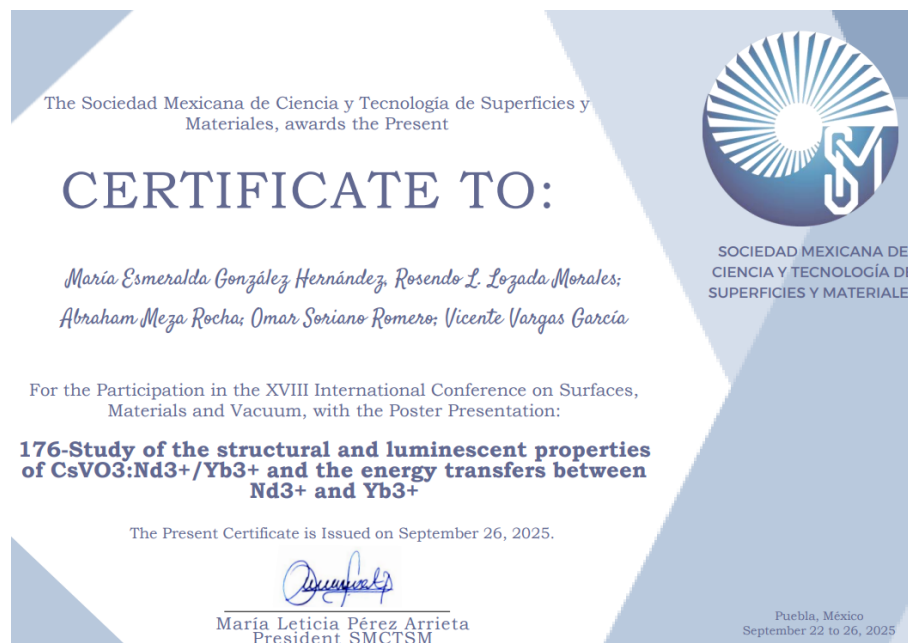 The Sociedad Mexicana de Ciencia y Tecnología de Superficies y
Materiales, awards the Present
CERTIFICATE TO:
María Esmeralda González Hernández, Rosendo L. Lozada Morales;
Abraham Meza Rocha; Omar Soriano Romero; Vicente Vargas García
For the Participation in the XVIII International Conference on Surfaces,
Materials and Vacuum, with the Poster Presentation:
176-Study of the structural and luminescent properties
of CsVO3:Nd3+/Yb3+ and the energy transfers between
Nd3+ and Yb3+
The Present Certificate is Issued on September 26, 2025.
María Leticia Pérez Arrieta
President SMCTSM
SM
SOCIEDAD MEXICANA DE
CIENCIA Y TECNOLOGÍA DE
SUPERFICIES Y MATERIALE
Puebla, México
September 22 to 26, 2025